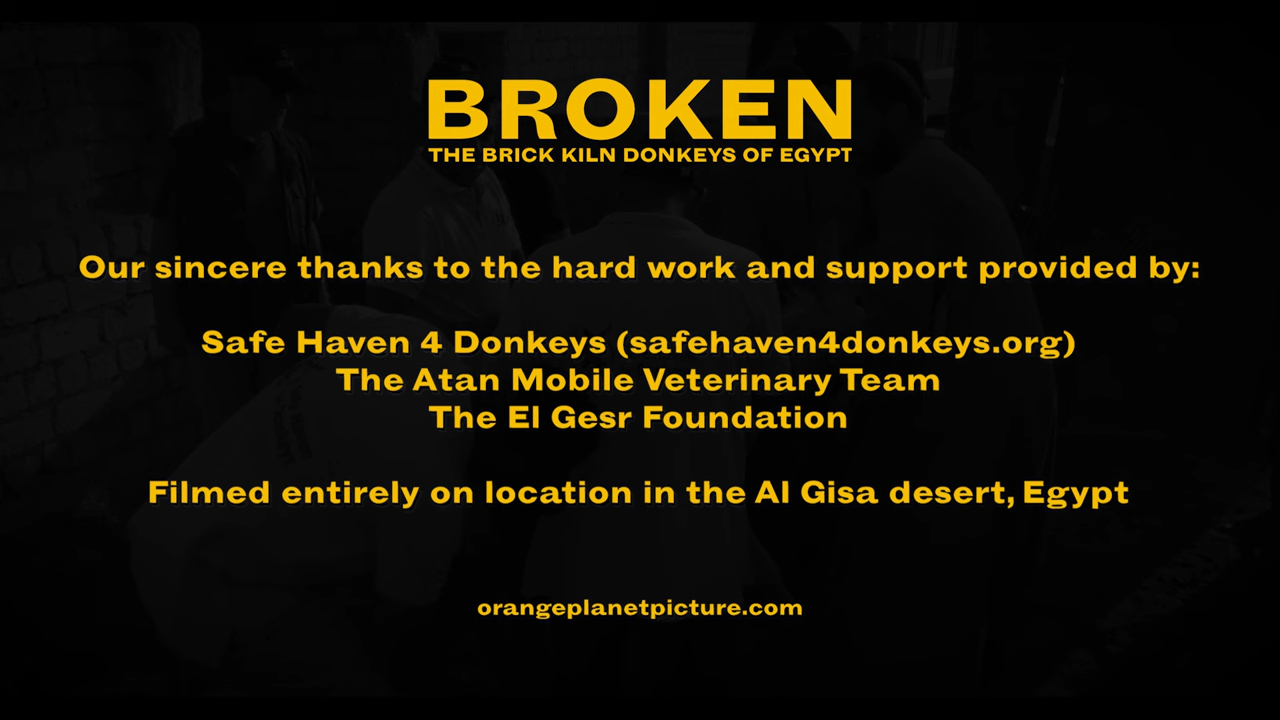 BROKEN
THE BRICK KILN DONKEYS OF EGYPT
Our sincere thanks to the hard work and support provided by:
Safe Haven 4 Donkeys (safehaven4donkeys.org)
The Atan Mobile Veterinary Team
The El Gesr Foundation
Filmed entirely on location in the Al Gisa desert, Egypt
orangeplanetpicture.com